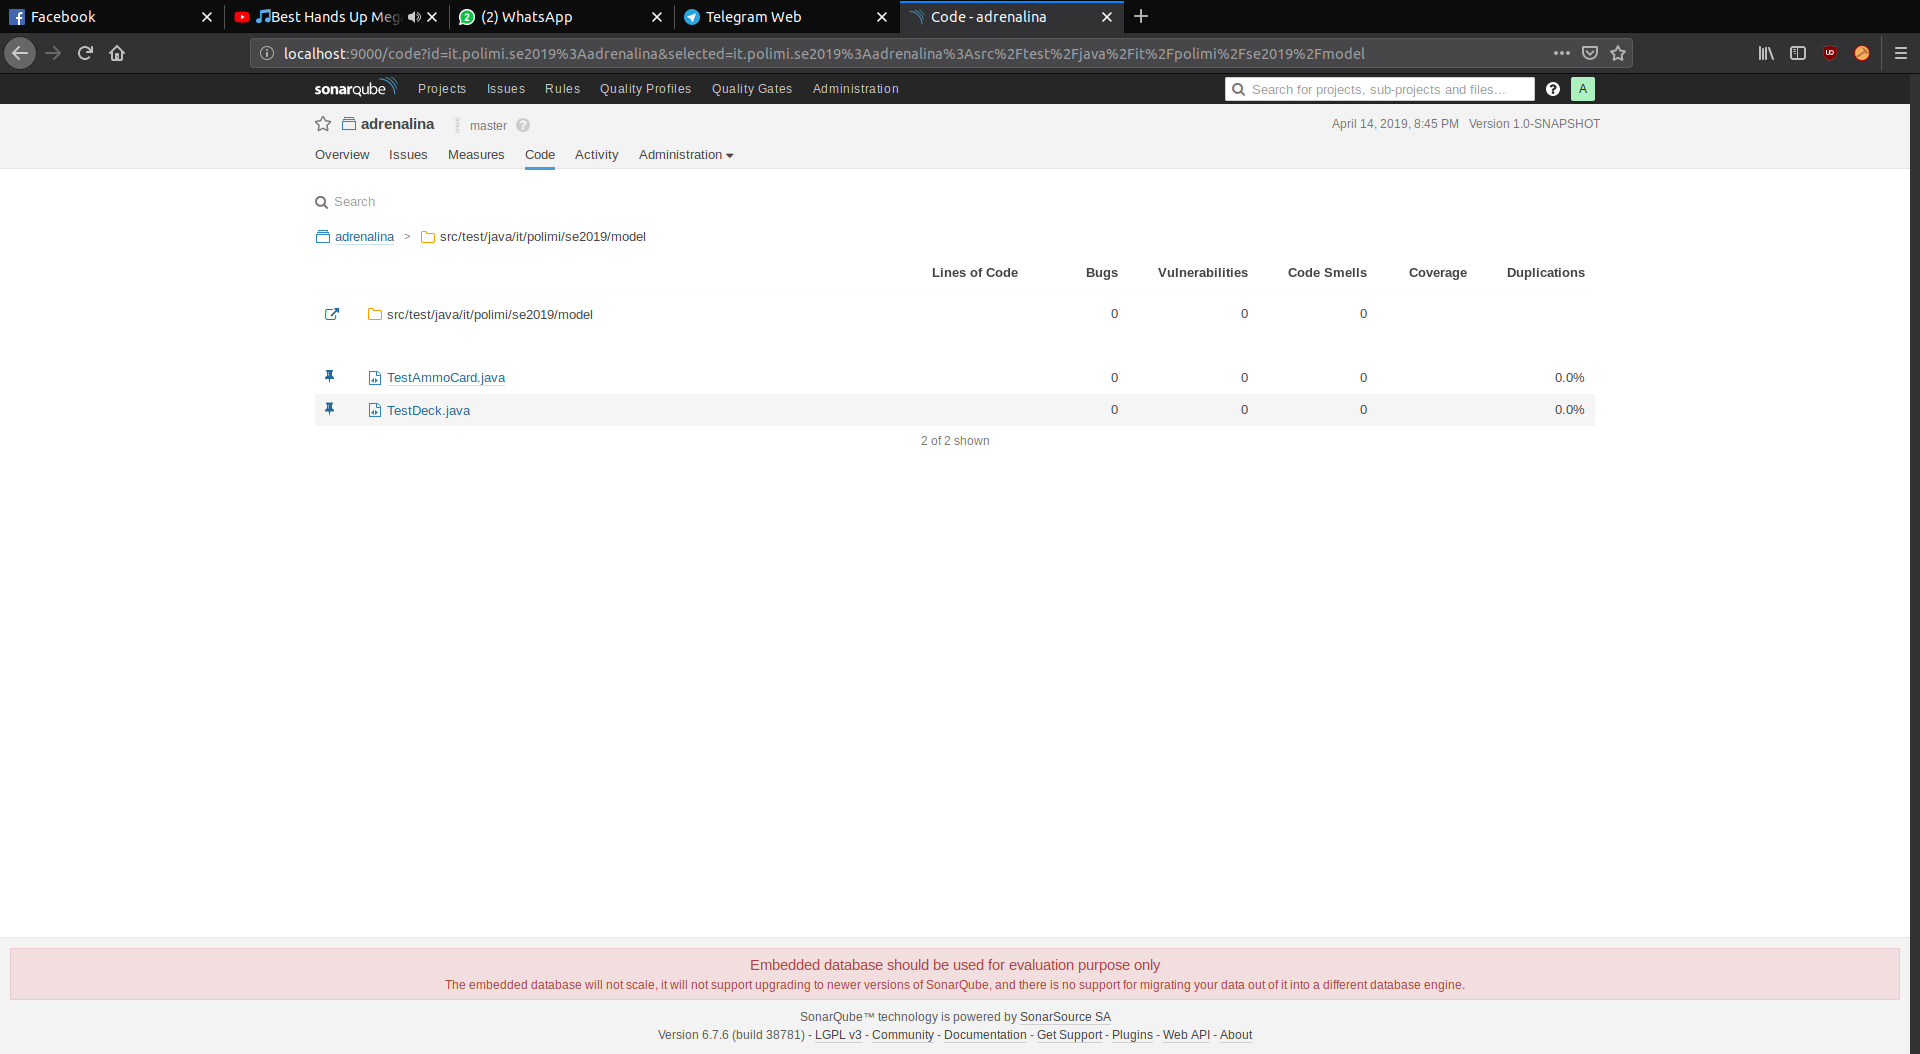 Facebook
Best Hands Up Meg
2 (2) WhatsApp
Telegram Web
Code - adrenalina
localhost:9000/code?id=it.polimi.se2019%3Aadrenalina&selected=it.polimi.se2019%3Aadrenalina%3Asrc%2Ftest%2Fjava%2Fit%2Fpolimi%2Fse2019%2Fmodel
sonarqube Projects Issues Rules Quality Profiles Quality Gates Administration Search for projects, sub-projects and files... ? A
adrenalina master ? April 14, 2019, 8:45 PM Version 1.0-SNAPSHOT
Overview Issues Measures Code Activity Administration
Search
adrenalina > src/test/java/it/polimi/se2019/model
Lines of Code Bugs Vulnerabilities Code Smells Coverage Duplications
src/test/java/it/polimi/se2019/model 0 0 0
TestAmmoCard.java 0 0 0 0.0%
TestDeck.java 0 0 0 0.0%
2 of 2 shown
Embedded database should be used for evaluation purpose only
The embedded database will not scale, it will not support upgrading to newer versions of SonarQube, and there is no support for migrating your data out of it into a different database engine.
SonarQube™ technology is powered by SonarSource SA
Version 6.7.6 (build 38781) - LGPL v3 - Community - Documentation - Get Support - Plugins - Web API - About